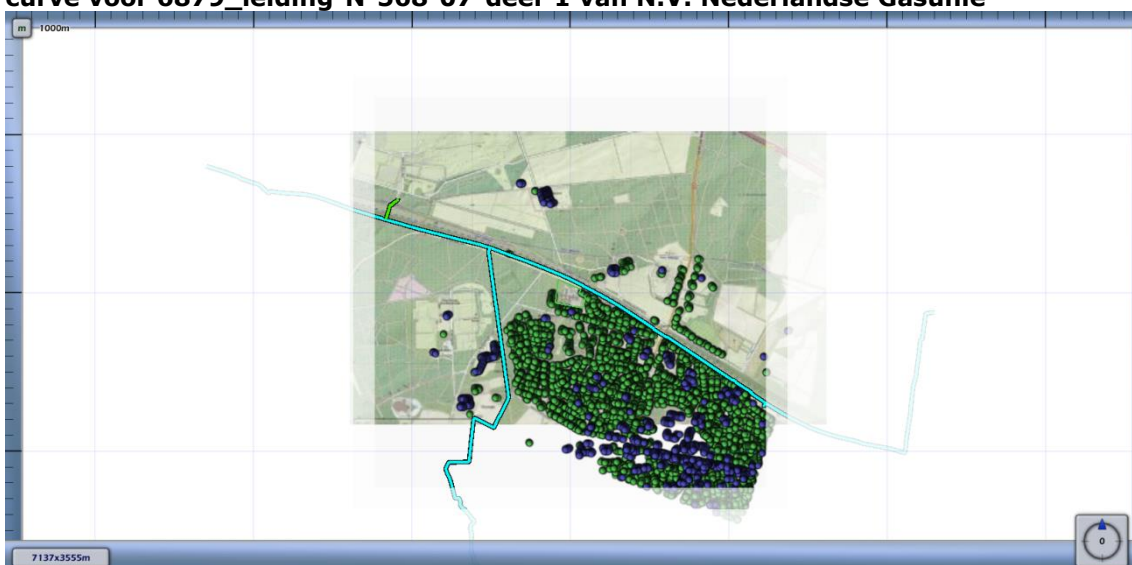 curve voor 6879_leiding-N-568-07-deel-1 van N.V. Nederlandse Gasunie
m
1000m
0
7137x3555m